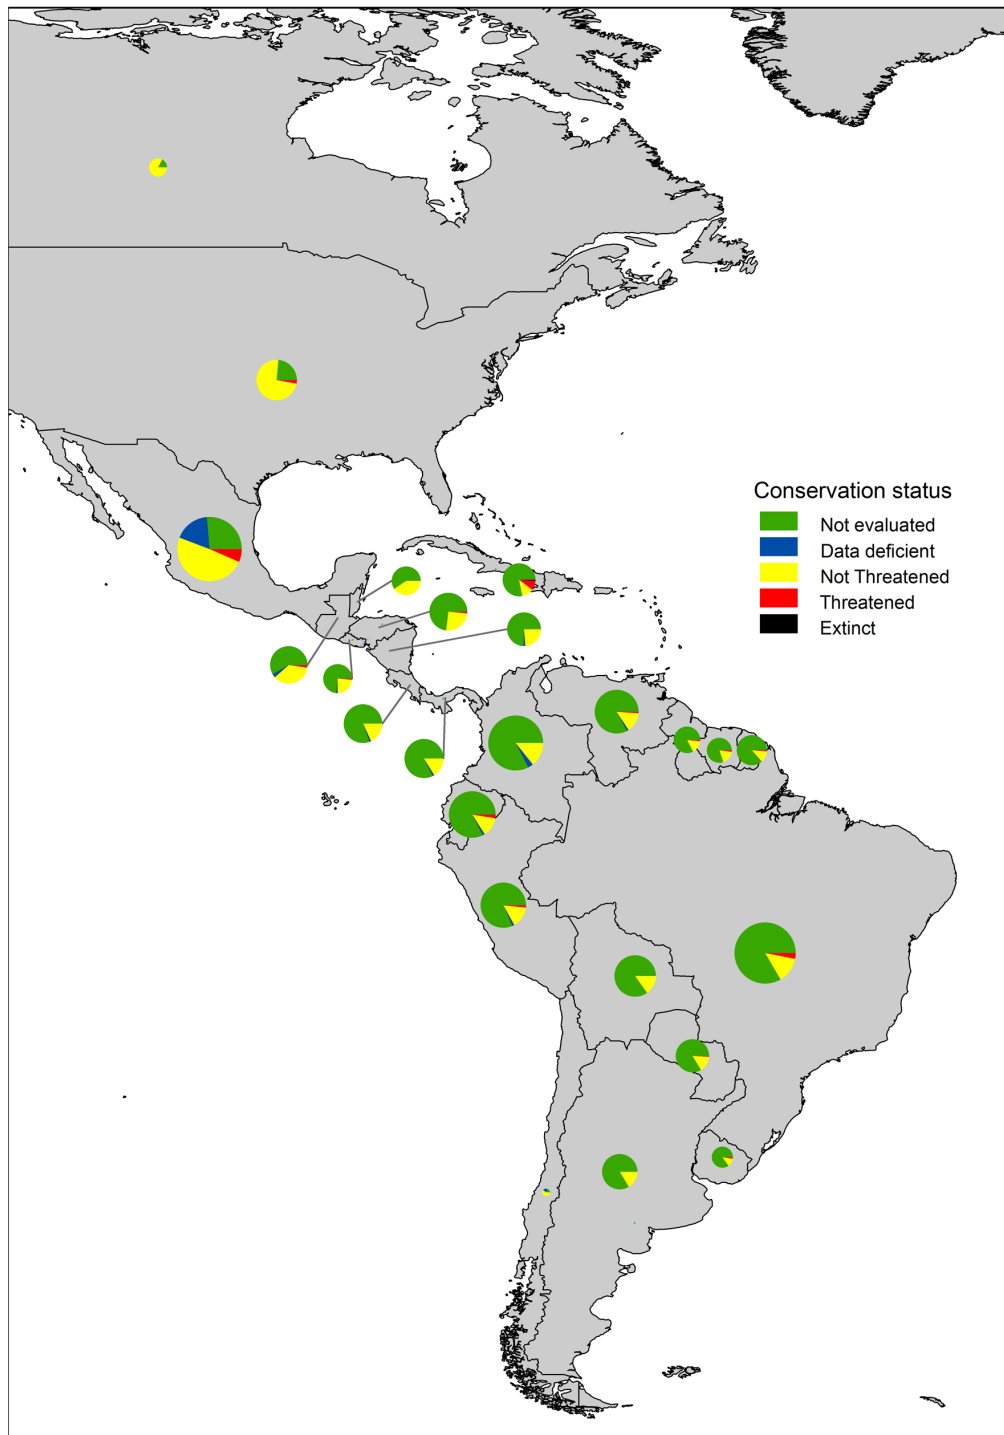 Conservation status
Not evaluated
Data deficient
Not Threatened
Threatened
Extinct